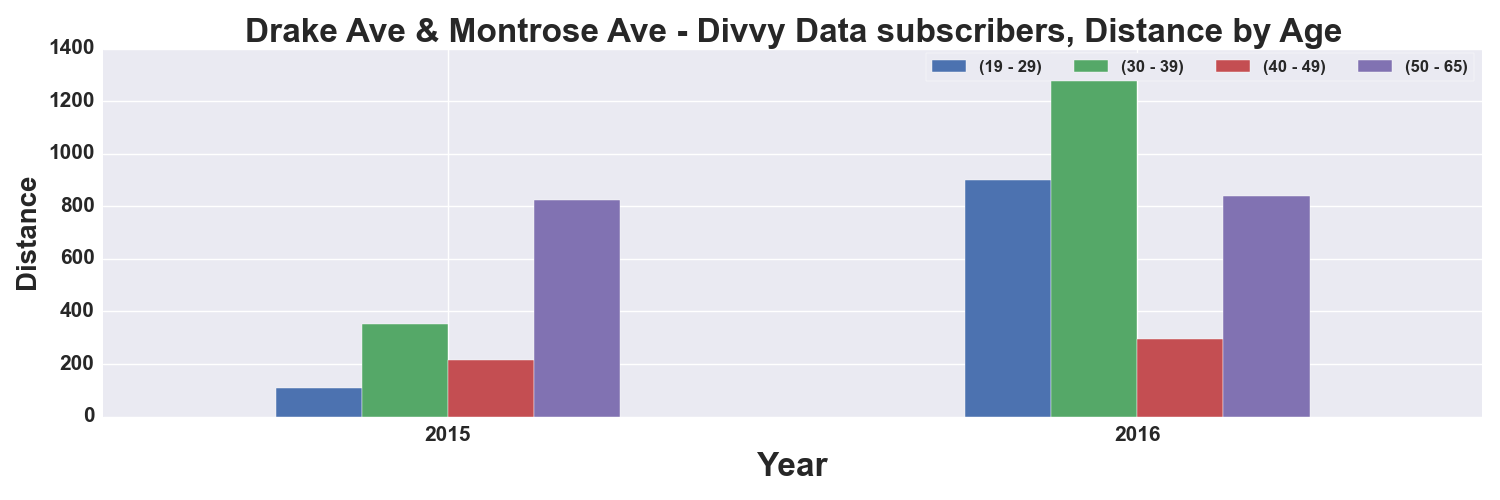 Drake Ave & Montrose Ave - Divvy Data subscribers, Distance by Age
(19 - 29) (30 - 39) (40 - 49) (50 - 65)
1400
1200
1000
800
600
400
200
0
Distance
2015 2016
Year